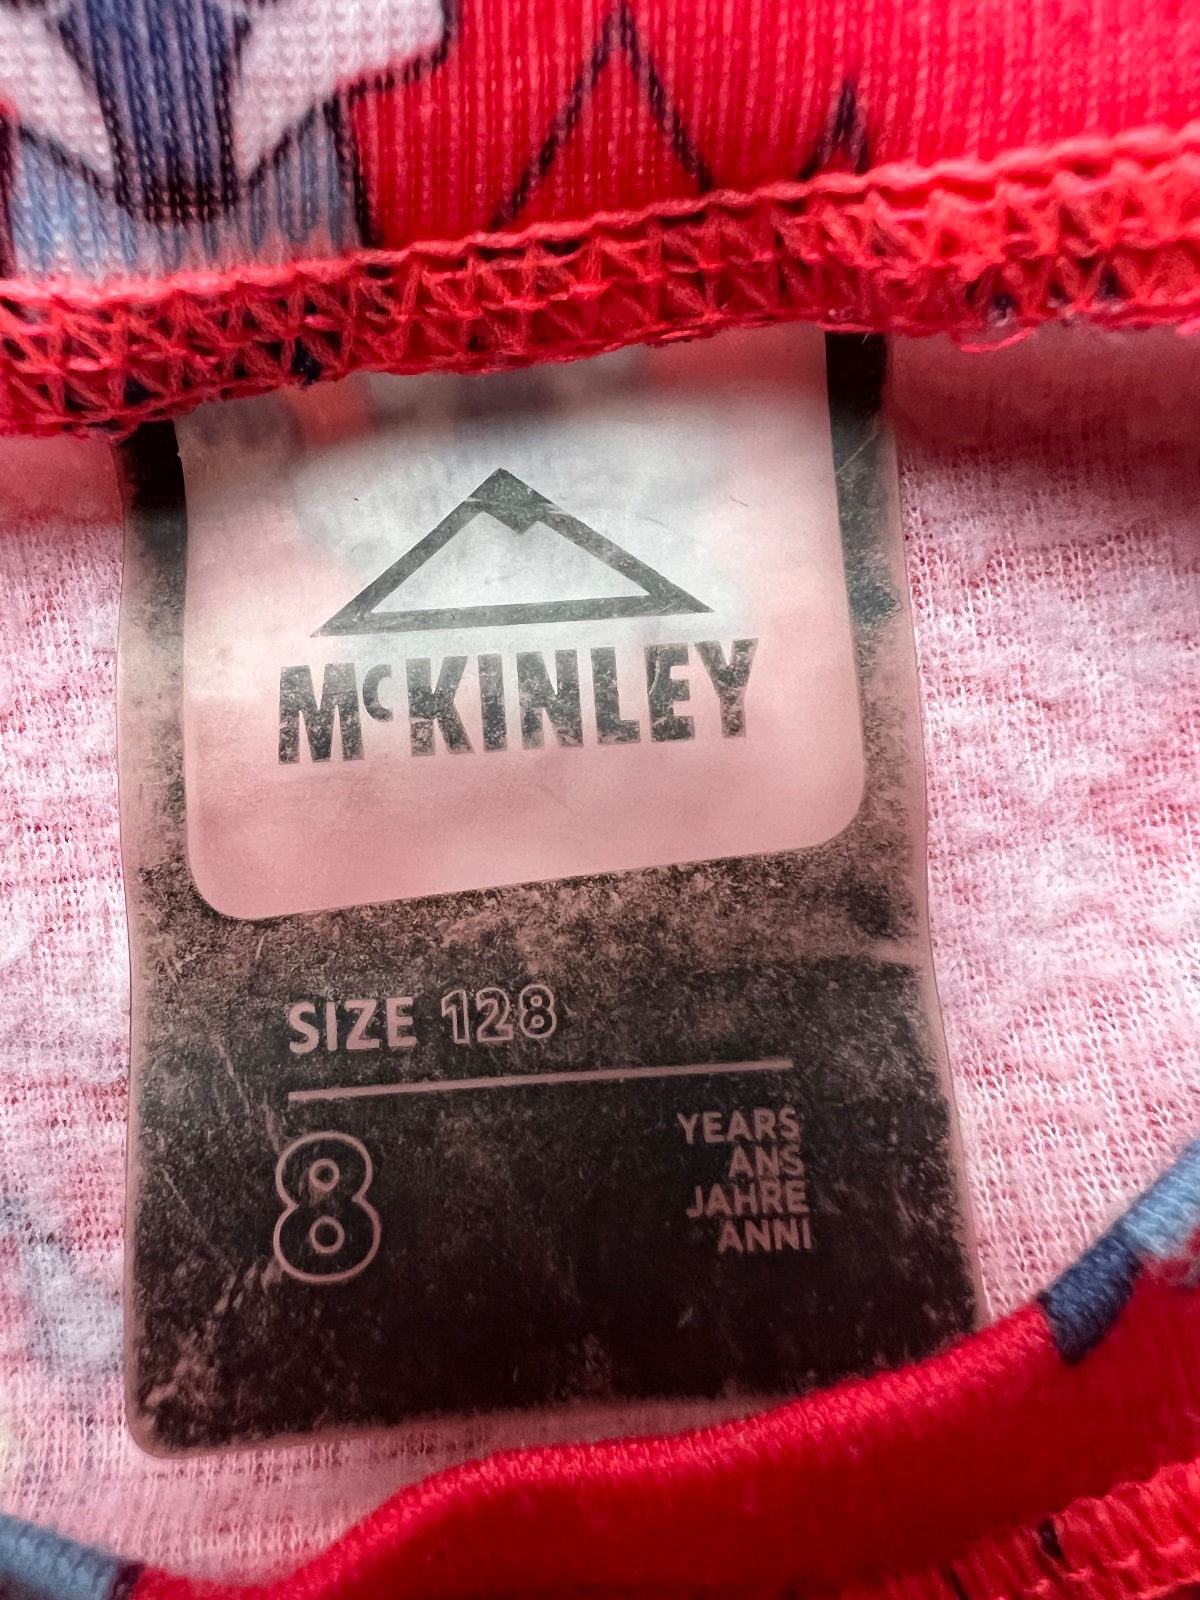 McKINLEY
SIZE 128
8
YEARS
ANS
JAHRE
ANNI